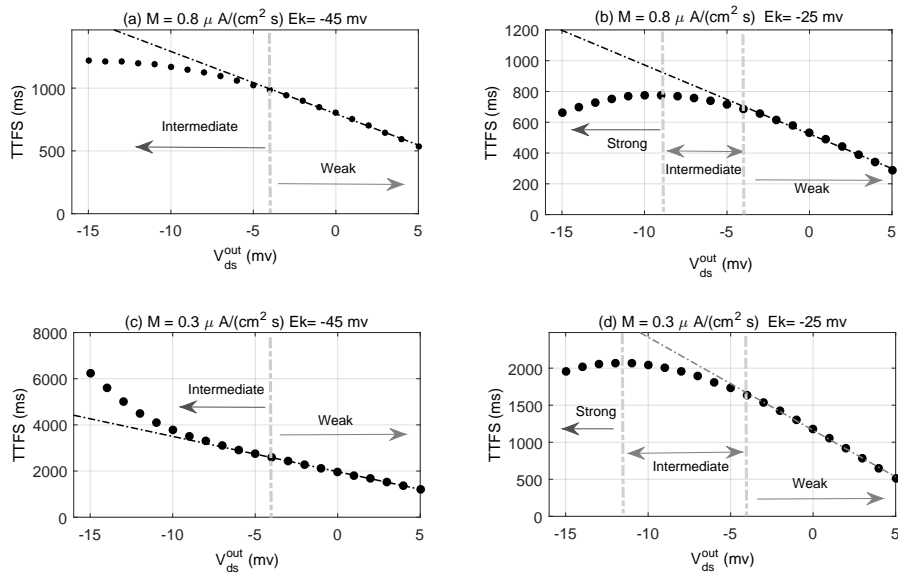 (a) M = 0.8 μ A/(cm² s) Ek= -45 mv
TTFS (ms)
1000
500
0
Intermediate
Weak
-15 -10 -5 0 5
V_ds^out (mv)
(b) M = 0.8 μ A/(cm² s) Ek= -25 mv
TTFS (ms)
1200
1000
800
600
400
200
0
Strong
Intermediate
Weak
-15 -10 -5 0 5
V_ds^out (mv)
(c) M = 0.3 μ A/(cm² s) Ek= -45 mv
TTFS (ms)
8000
6000
4000
2000
0
Intermediate
Weak
-15 -10 -5 0 5
V_ds^out (mv)
(d) M = 0.3 μ A/(cm² s) Ek= -25 mv
TTFS (ms)
2000
1500
1000
500
0
Strong
Intermediate
Weak
-15 -10 -5 0 5
V_ds^out (mv)